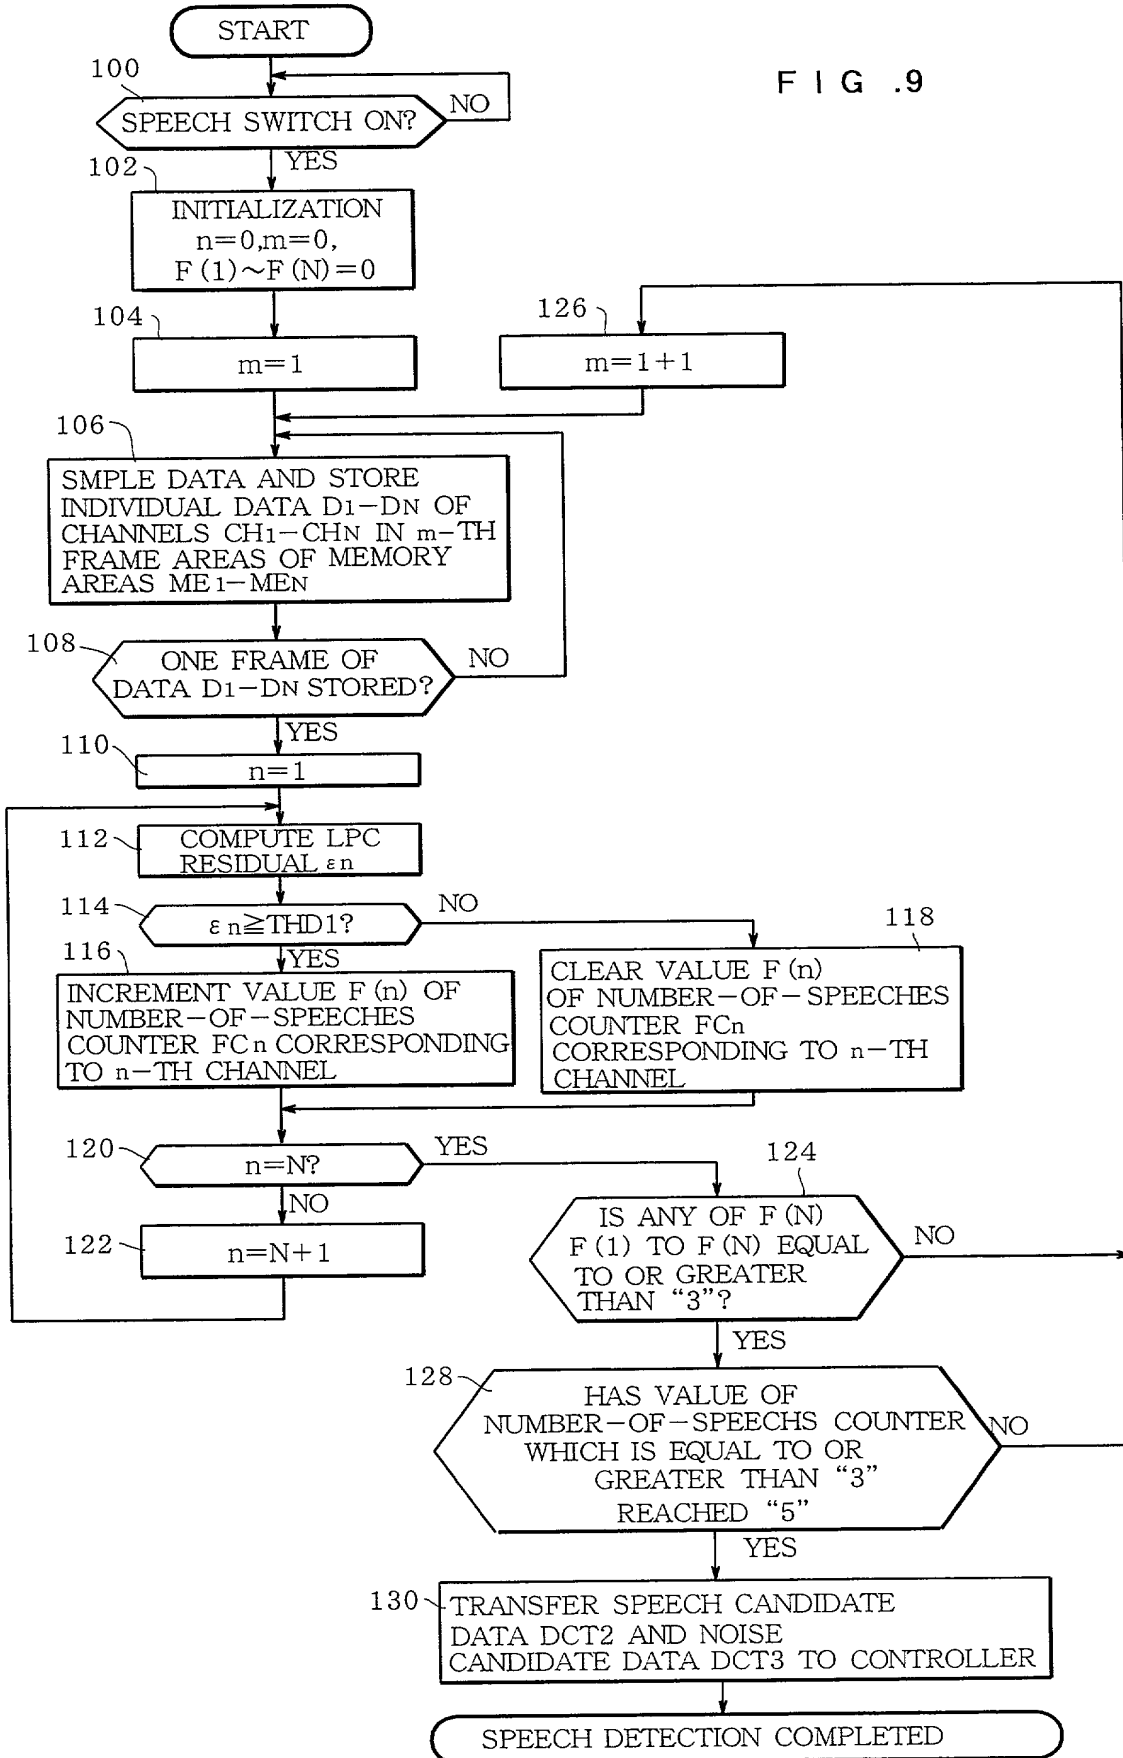 START
F I G .9
100
SPEECH SWITCH ON?
NO
YES
102
INITIALIZATION
n=0,m=0,
F(1)~F(N)=0
104
m=1
126
m=1+1
106
SMPLE DATA AND STORE
INDIVIDUAL DATA D1-DN OF
CHANNELS CH1-CHN IN m-TH
FRAME AREAS OF MEMORY
AREAS ME1-MEN
108
ONE FRAME OF
DATA D1-DN STORED?
NO
YES
110
n=1
112
COMPUTE LPC
RESIDUAL εn
114
εn≧THD1?
NO
YES
116
INCREMENT VALUE F(n) OF
NUMBER-OF-SPEECHES
COUNTER FCn CORRESPONDING
TO n-TH CHANNEL
118
CLEAR VALUE F(n)
OF NUMBER-OF-SPEECHES
COUNTER FCn
CORRESPONDING TO n-TH
CHANNEL
120
n=N?
YES
NO
122
n=N+1
124
IS ANY OF F(N)
F(1) TO F(N) EQUAL
TO OR GREATER
THAN “3”?
NO
YES
128
HAS VALUE OF
NUMBER-OF-SPEECHS COUNTER
WHICH IS EQUAL TO OR
GREATER THAN “3”
REACHED “5”
NO
YES
130
TRANSFER SPEECH CANDIDATE
DATA DCT2 AND NOISE
CANDIDATE DATA DCT3 TO CONTROLLER
SPEECH DETECTION COMPLETED